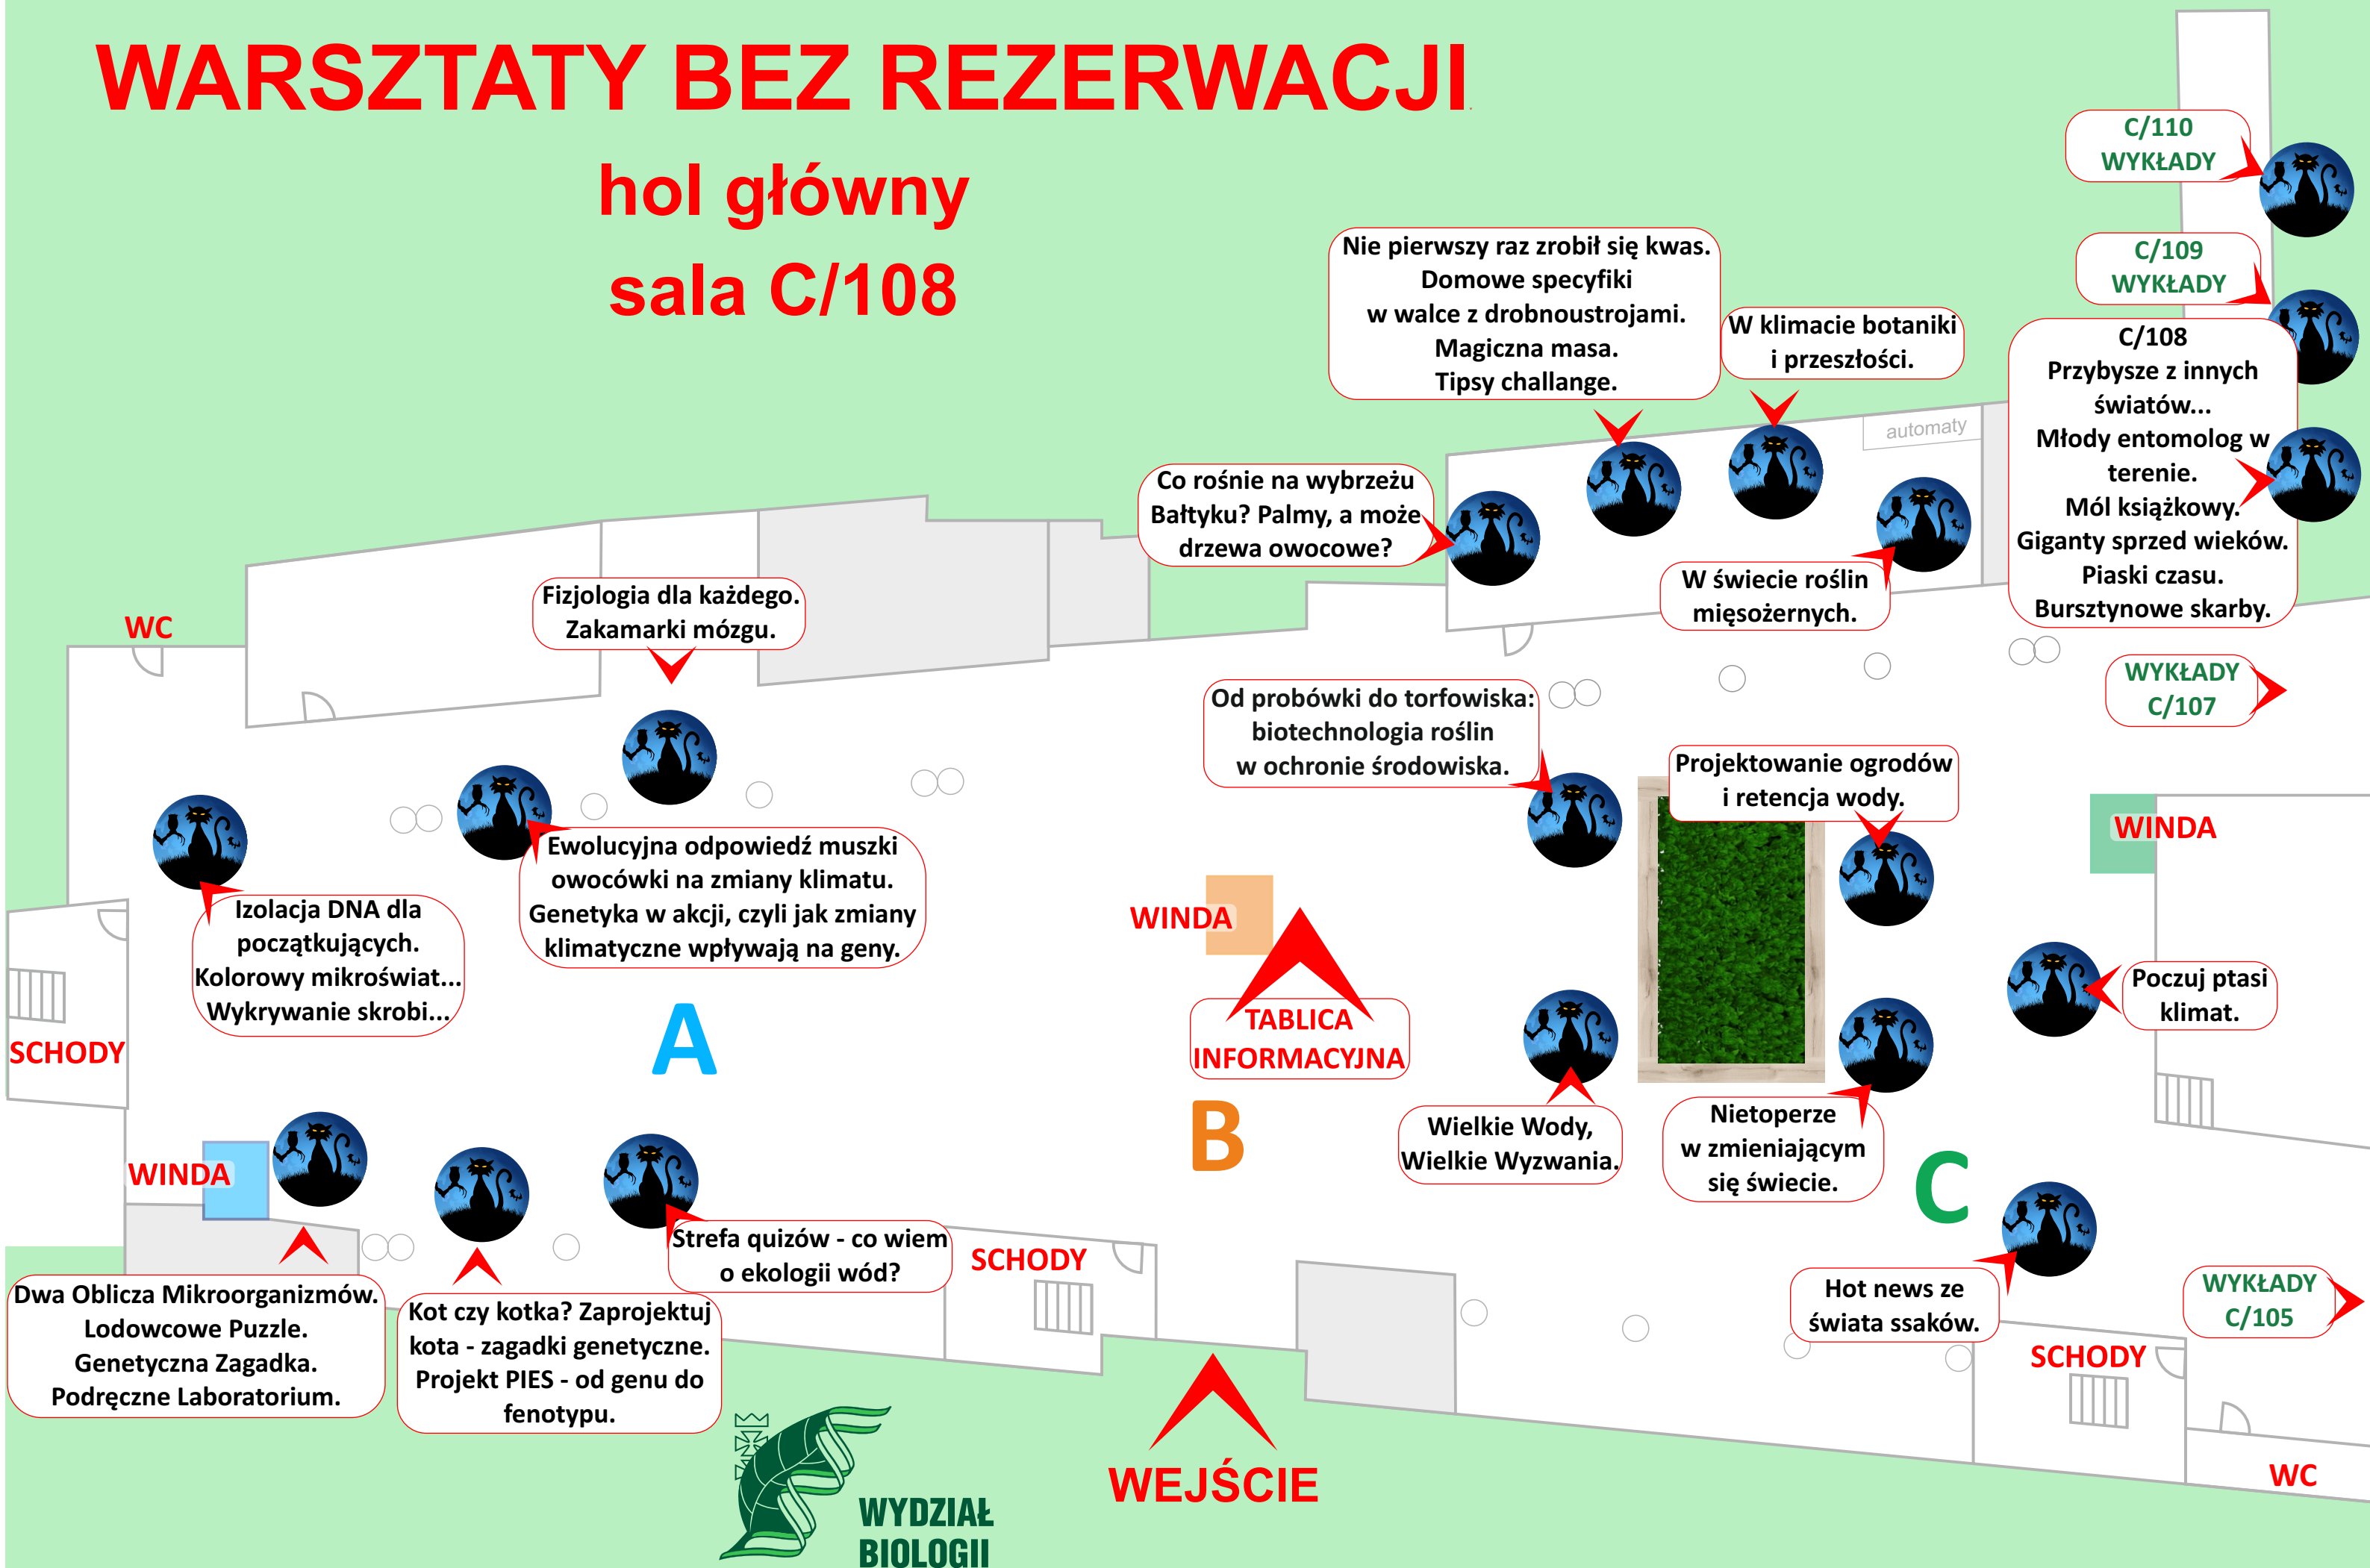 WARSZTATY BEZ REZERWACJI
hol główny
sala C/108
C/110
WYKŁADY
C/109
WYKŁADY
Nie pierwszy raz zrobił się kwas.
Domowe specyfiki
w walce z drobnoustrojami.
Magiczna masa.
Tipsy challange.
W klimacie botaniki
i przeszłości.
C/108
Przybysze z innych
światów...
Młody entomolog w
terenie.
Mól książkowy.
Giganty sprzed wieków.
Piaski czasu.
Bursztynowe skarby.
automaty
Co rośnie na wybrzeżu
Bałtyku? Palmy, a może
drzewa owocowe?
W świecie roślin
mięsożernych.
Fizjologia dla każdego.
Zakamarki mózgu.
WC
Od probówki do torfowiska:
biotechnologia roślin
w ochronie środowiska.
WYKŁADY
C/107
Projektowanie ogrodów
i retencja wody.
WINDA
Ewolucyjna odpowiedź muszki
owocówki na zmiany klimatu.
Genetyka w akcji, czyli jak zmiany
klimatyczne wpływają na geny.
Izolacja DNA dla
początkujących.
Kolorowy mikroświat...
Wykrywanie skrobi...
WINDA
TABLICA
INFORMACYJNA
Poczuj ptasi
klimat.
SCHODY
A
B
Wielkie Wody,
Wielkie Wyzwania.
Nietoperze
w zmieniającym
się świecie.
C
WINDA
Strefa quizów - co wiem
o ekologii wód?
SCHODY
Hot news ze
świata ssaków.
WYKŁADY
C/105
Dwa Oblicza Mikroorganizmów.
Lodowcowe Puzzle.
Genetyczna Zagadka.
Podręczne Laboratorium.
Kot czy kotka? Zaprojektuj
kota - zagadki genetyczne.
Projekt PIES - od genu do
fenotypu.
SCHODY
WEJŚCIE
WC
WYDZIAŁ
BIOLOGII